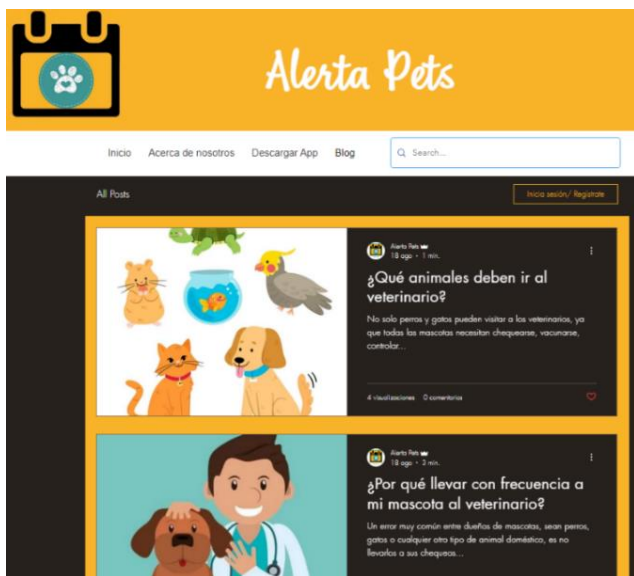 Alerta Pets
Inicio Acerca de nosotros Descargar App Blog Search...
All Posts Inicia sesión/ Regístrate
Alerta Pets
18 ago · 1 min.
¿Qué animales deben ir al
veterinario?
No solo perros y gatos pueden visitar a los veterinarios, ya
que todas las mascotas necesitan chequearse, vacunarse,
controlar...
4 visualizaciones 0 comentarios
Alerta Pets
18 ago · 2 min.
¿Por qué llevar con frecuencia a
mi mascota al veterinario?
Un error muy común entre dueños de mascotas, sean perros,
gatos o cualquier otro tipo de animal doméstico, es no
llevarlos a sus chequeos...